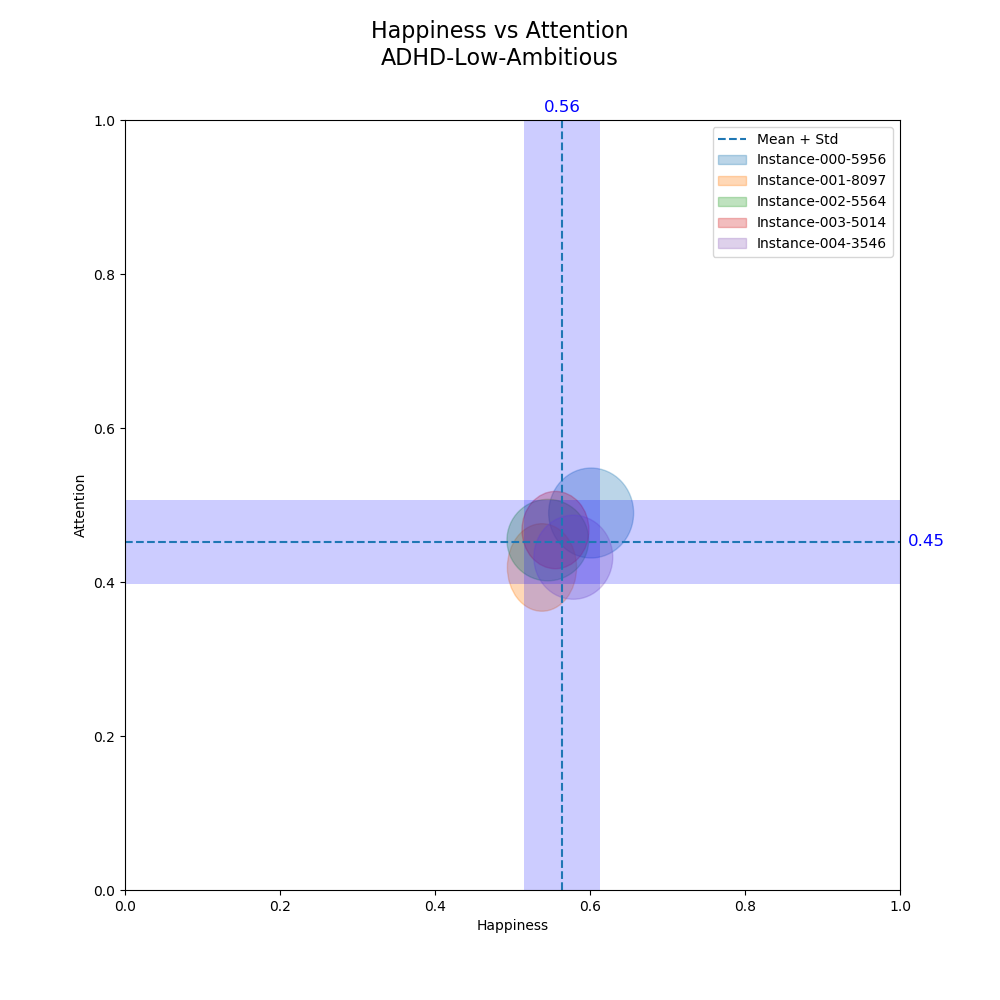 Happiness vs Attention
ADHD-Low-Ambitious
0.56
1.0
Mean + Std
Instance-000-5956
Instance-001-8097
Instance-002-5564
Instance-003-5014
Instance-004-3546
0.8
0.6
Attention
0.45
0.4
0.2
0.0
0.0 0.2 0.4 0.6 0.8 1.0
Happiness